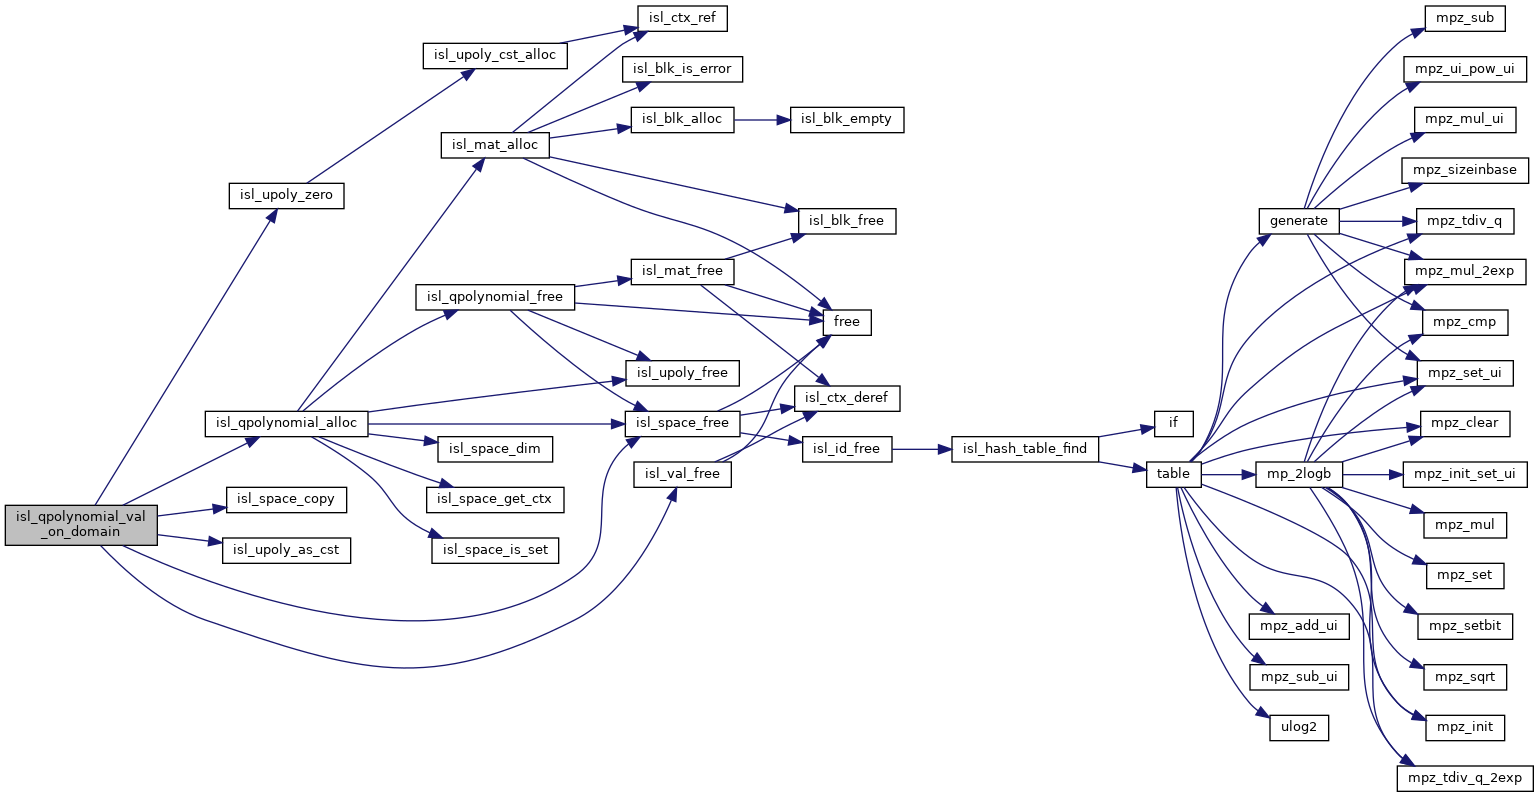 isl_qpolynomial_val
_on_domain
isl_upoly_zero
isl_qpolynomial_alloc
isl_space_copy
isl_upoly_as_cst
isl_upoly_cst_alloc
isl_mat_alloc
isl_qpolynomial_free
isl_space_dim
isl_space_get_ctx
isl_space_is_set
isl_ctx_ref
isl_blk_is_error
isl_blk_alloc
isl_mat_free
isl_upoly_free
isl_space_free
isl_val_free
isl_blk_empty
isl_blk_free
free
isl_ctx_deref
isl_id_free
isl_hash_table_find
if
table
generate
mp_2logb
mpz_add_ui
mpz_sub_ui
ulog2
mpz_sub
mpz_ui_pow_ui
mpz_mul_ui
mpz_sizeinbase
mpz_tdiv_q
mpz_mul_2exp
mpz_cmp
mpz_set_ui
mpz_clear
mpz_init_set_ui
mpz_mul
mpz_set
mpz_setbit
mpz_sqrt
mpz_init
mpz_tdiv_q_2exp